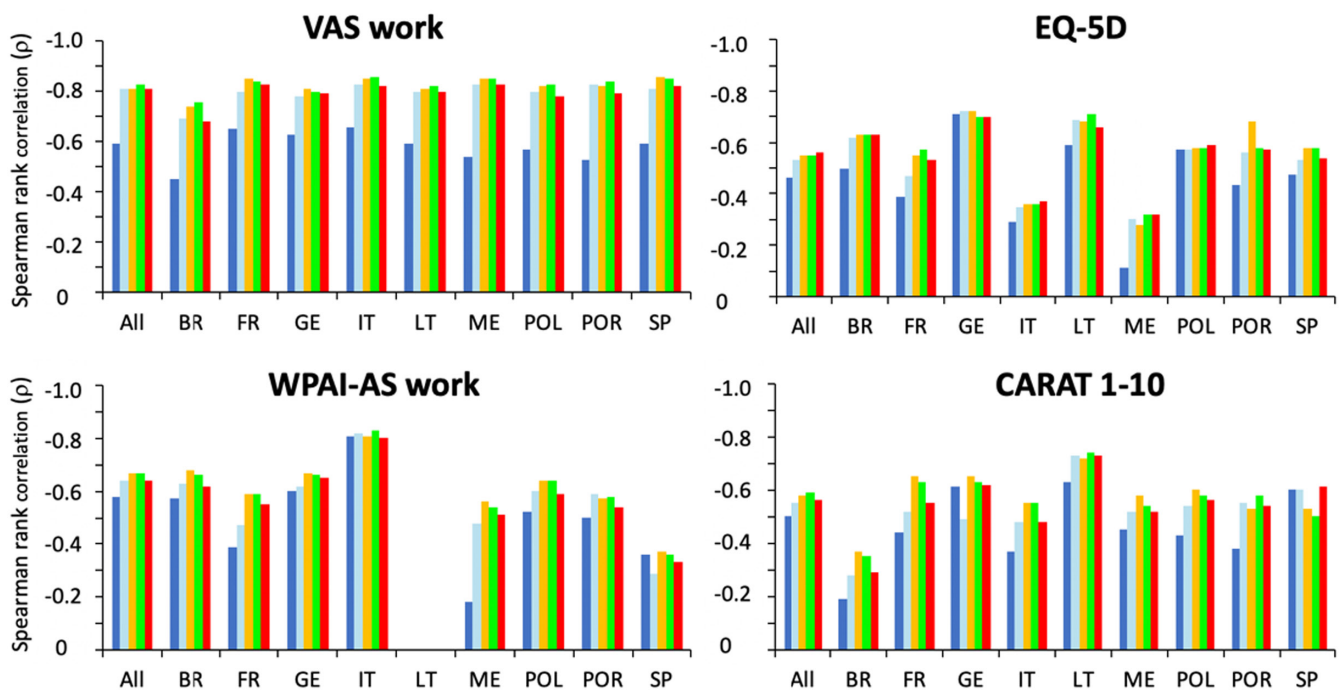 VAS work
Spearman rank correlation (ρ)
-1.0
-0.8
-0.6
-0.4
-0.2
0
All BR FR GE IT LT ME POL POR SP
EQ-5D
-1.0
-0.8
-0.6
-0.4
-0.2
0
All BR FR GE IT LT ME POL POR SP
WPAI-AS work
Spearman rank correlation (ρ)
-1.0
-0.8
-0.6
-0.4
-0.2
0
All BR FR GE IT LT ME POL POR SP
CARAT 1-10
-1.0
-0.8
-0.6
-0.4
-0.2
0
All BR FR GE IT LT ME POL POR SP